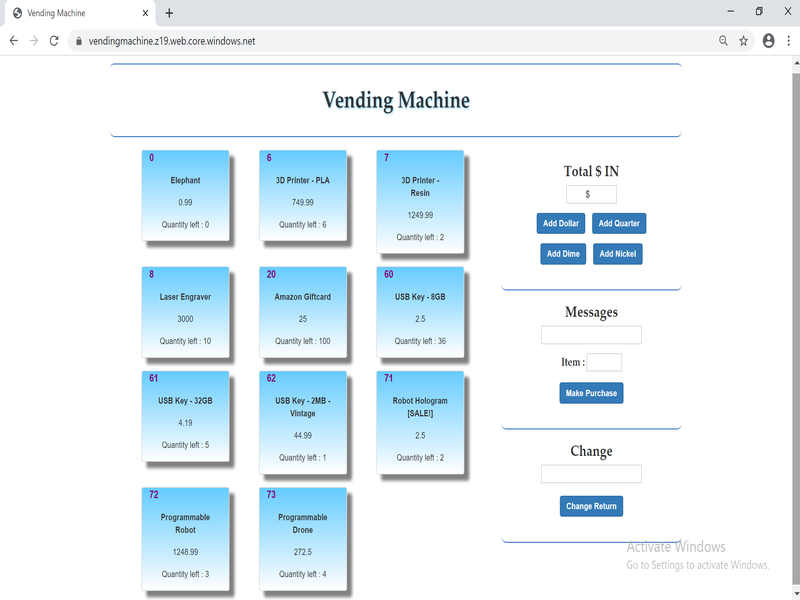 Vending Machine
vendingmachine.z19.web.core.windows.net
Vending Machine
0
Elephant
0.99
Quantity left : 0
6
3D Printer - PLA
749.99
Quantity left : 6
7
3D Printer -
Resin
1249.99
Quantity left : 2
8
Laser Engraver
3000
Quantity left : 10
20
Amazon Giftcard
25
Quantity left : 100
60
USB Key - 8GB
2.5
Quantity left : 36
61
USB Key - 32GB
4.19
Quantity left : 5
62
USB Key - 2MB -
Vintage
44.99
Quantity left : 1
71
Robot Hologram
[SALE!]
2.5
Quantity left : 2
72
Programmable
Robot
1248.99
Quantity left : 3
73
Programmable
Drone
272.5
Quantity left : 4
Total $ IN
$
Add Dollar Add Quarter
Add Dime Add Nickel
Messages
Item :
Make Purchase
Change
Change Return
Activate Windows
Go to Settings to activate Windows.